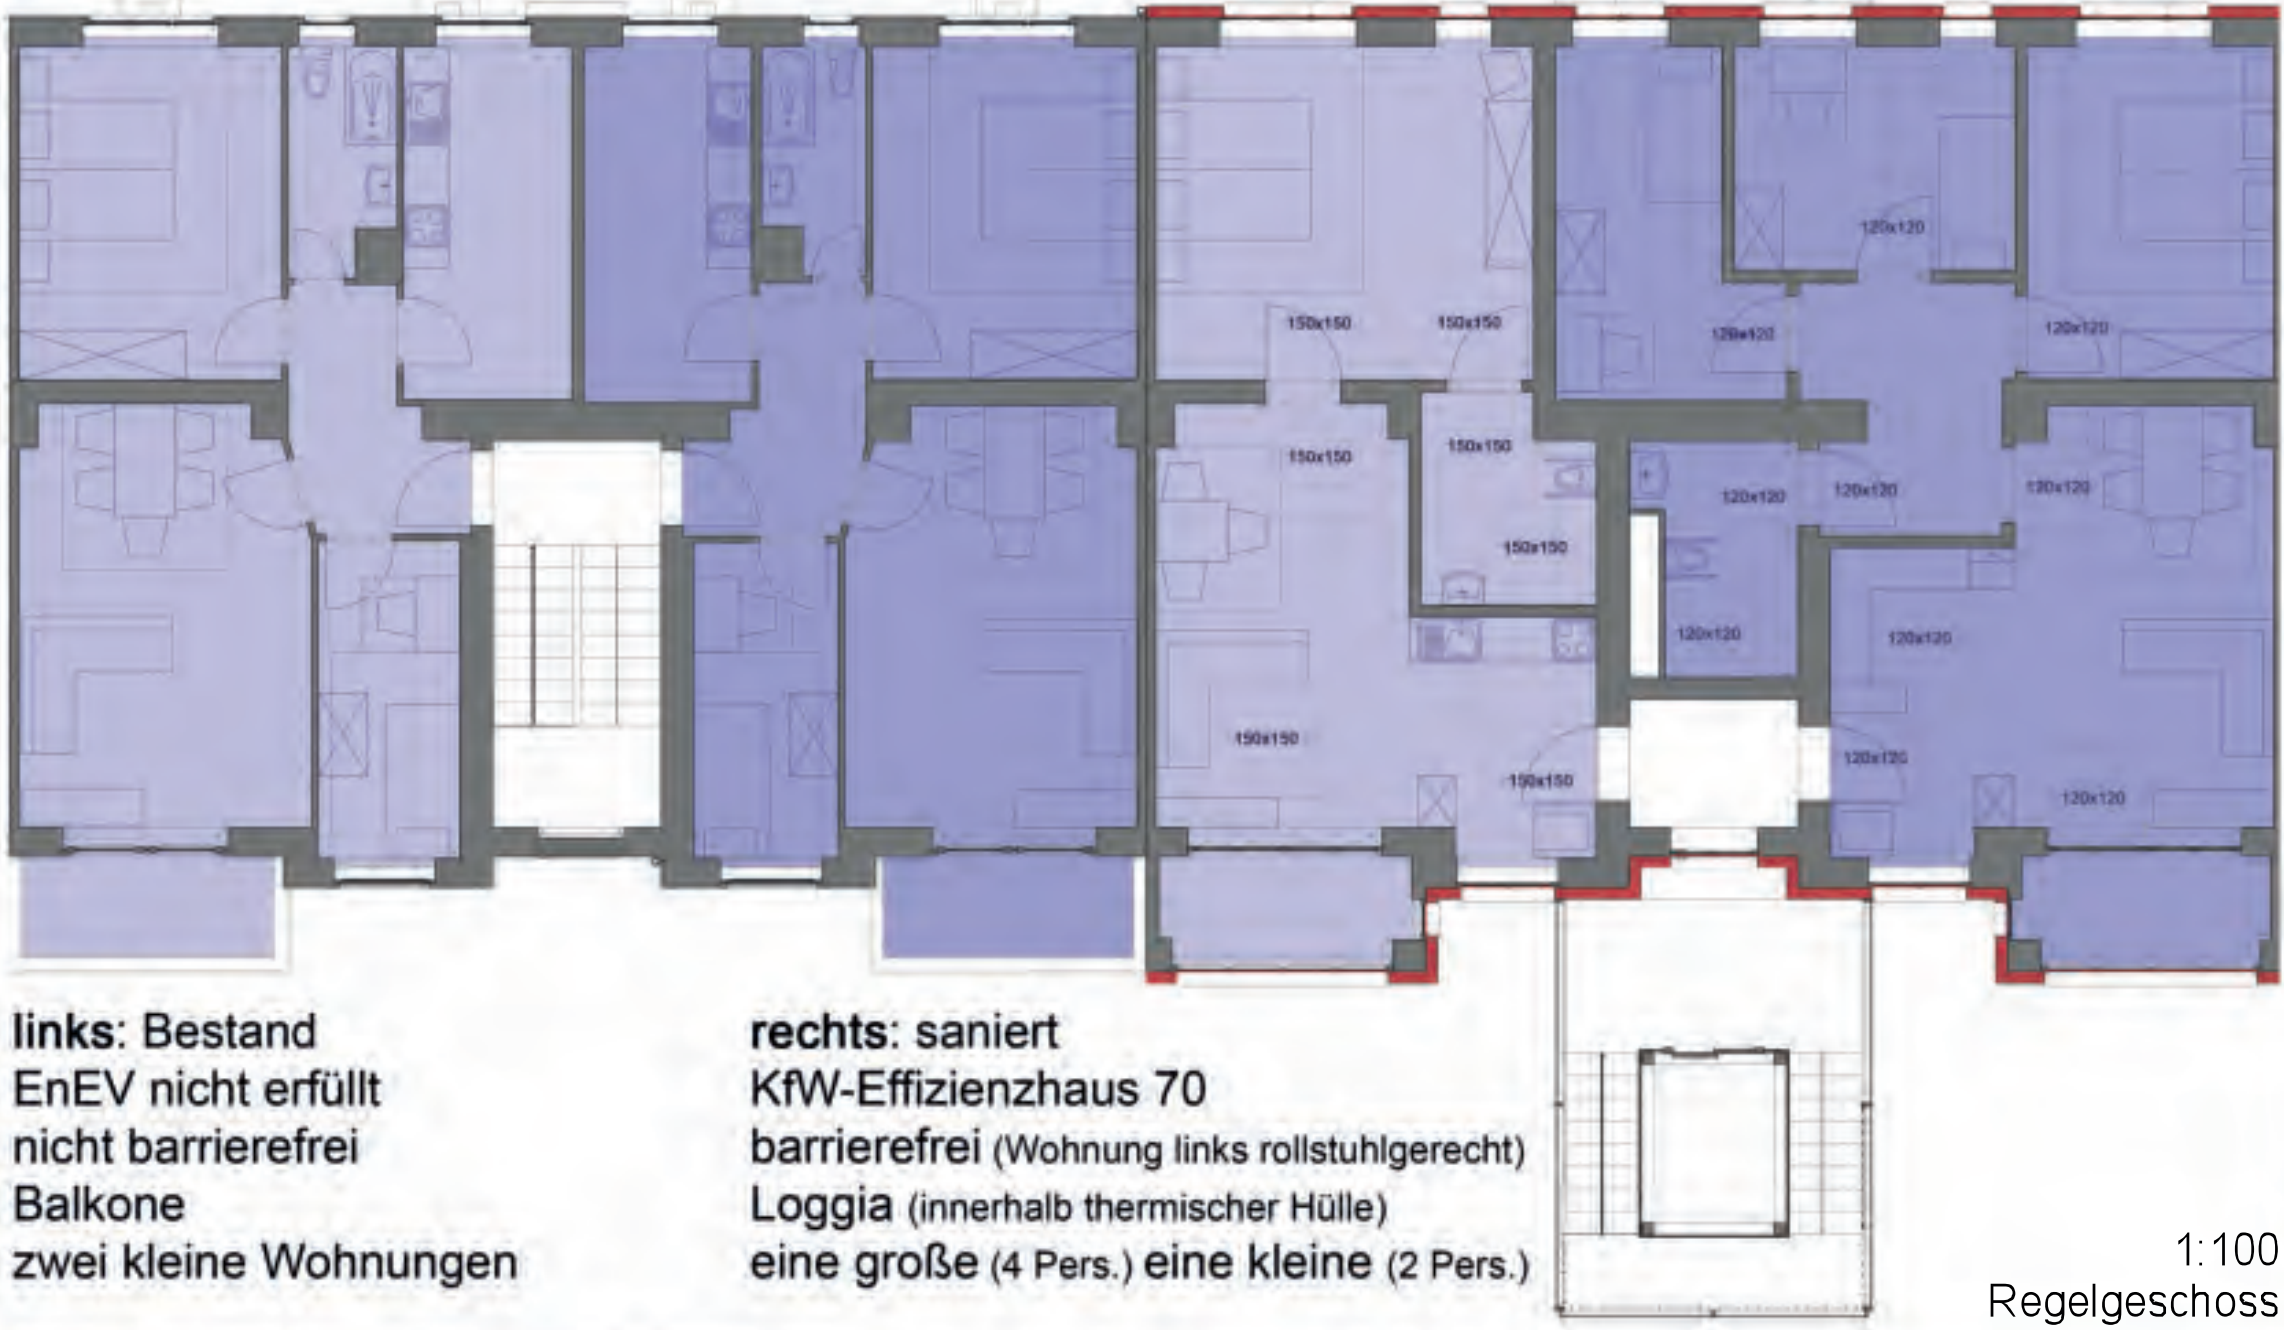 120x120
150x150
150x150
120x120
120x120
150x150
150x150
120x120
120x120
120x120
150x150
120x120
120x120
150x150
150x150
120x120
120x120
links: Bestand
EnEV nicht erfüllt
nicht barrierefrei
Balkone
zwei kleine Wohnungen
rechts: saniert
KfW-Effizienzhaus 70
barrierefrei (Wohnung links rollstuhlgerecht)
Loggia (innerhalb thermischer Hülle)
eine große (4 Pers.) eine kleine (2 Pers.)
1:100
Regelgeschoss